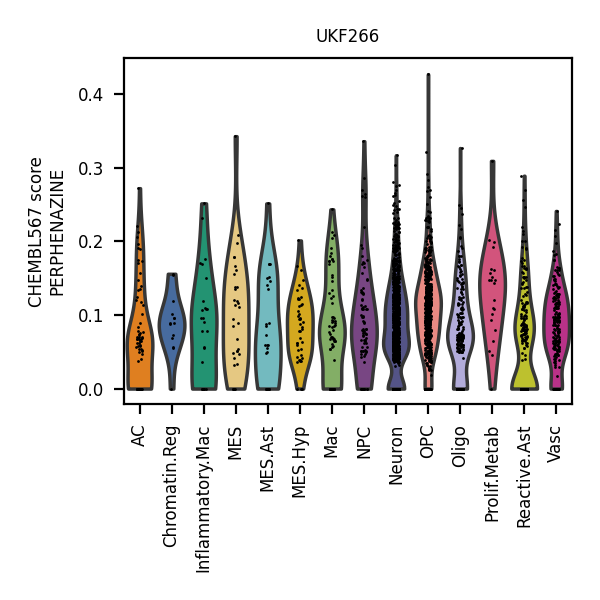 UKF266
CHEMBL567 score
PERPHENAZINE
0.4
0.3
0.2
0.1
0.0
AC
Chromatin.Reg
Inflammatory.Mac
MES
MES.Ast
MES.Hyp
Mac
NPC
Neuron
OPC
Oligo
Prolif.Metab
Reactive.Ast
Vasc